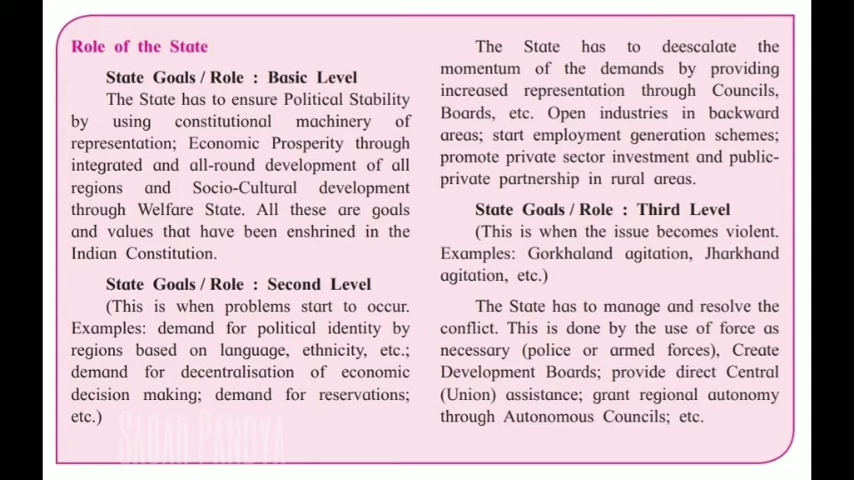 Role of the State
State Goals / Role : Basic Level
The State has to ensure Political Stability
by using constitutional machinery of
representation; Economic Prosperity through
integrated and all-round development of all
regions and Socio-Cultural development
through Welfare State. All these are goals
and values that have been enshrined in the
Indian Constitution.
State Goals / Role : Second Level
(This is when problems start to occur.
Examples: demand for political identity by
regions based on language, ethnicity, etc.;
demand for decentralisation of economic
decision making; demand for reservations;
etc.)
SAGAR PANDYA
The State has to deescalate the
momentum of the demands by providing
increased representation through Councils,
Boards, etc. Open industries in backward
areas; start employment generation schemes;
promote private sector investment and public-
private partnership in rural areas.
State Goals / Role : Third Level
(This is when the issue becomes violent.
Examples: Gorkhaland agitation, Jharkhand
agitation, etc.)
The State has to manage and resolve the
conflict. This is done by the use of force as
necessary (police or armed forces), Create
Development Boards; provide direct Central
(Union) assistance; grant regional autonomy
through Autonomous Councils; etc.